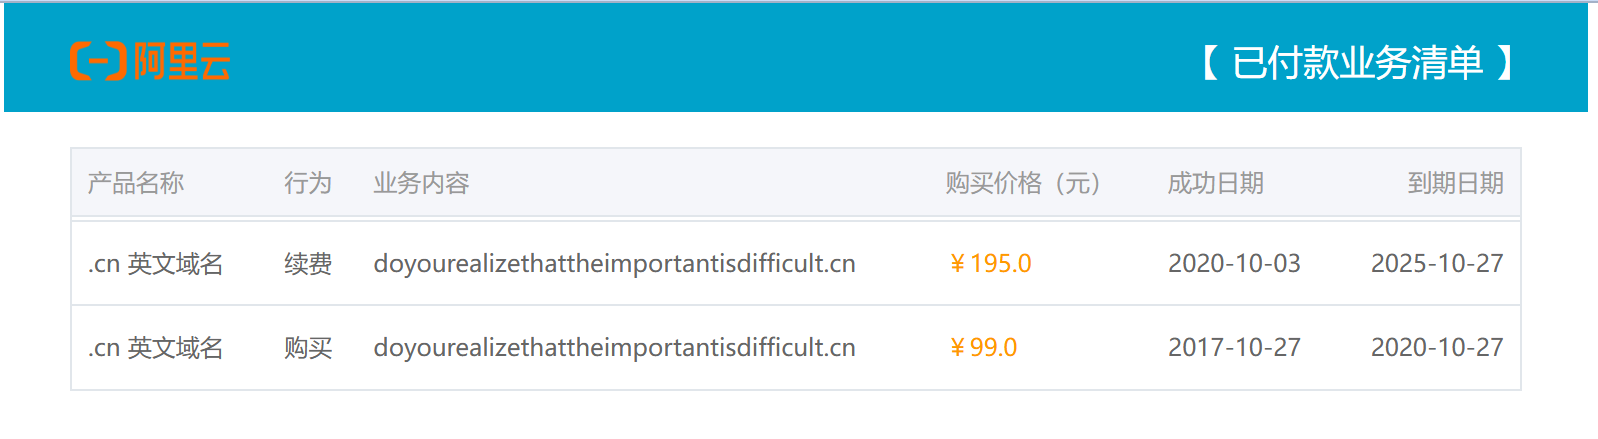 阿里云
【 已付款业务清单 】
产品名称 行为 业务内容 购买价格（元） 成功日期 到期日期
.cn 英文域名 续费 doyourealizethattheimportantisdifficult.cn ￥195.0 2020-10-03 2025-10-27
.cn 英文域名 购买 doyourealizethattheimportantisdifficult.cn ￥99.0 2017-10-27 2020-10-27